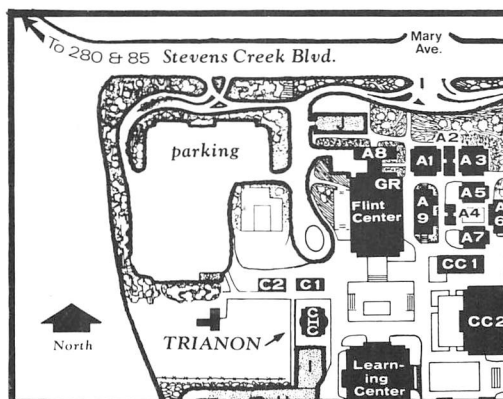 To 280 & 85 Stevens Creek Blvd.
Mary
Ave.
J
A2
parking
A8
A1
A3
GR
Flint
Center
A
9
A5
A4
A
6
A7
CC1
C2
C1
CHC
CC2
North
TRIANON
I
Learn-
ing
Center